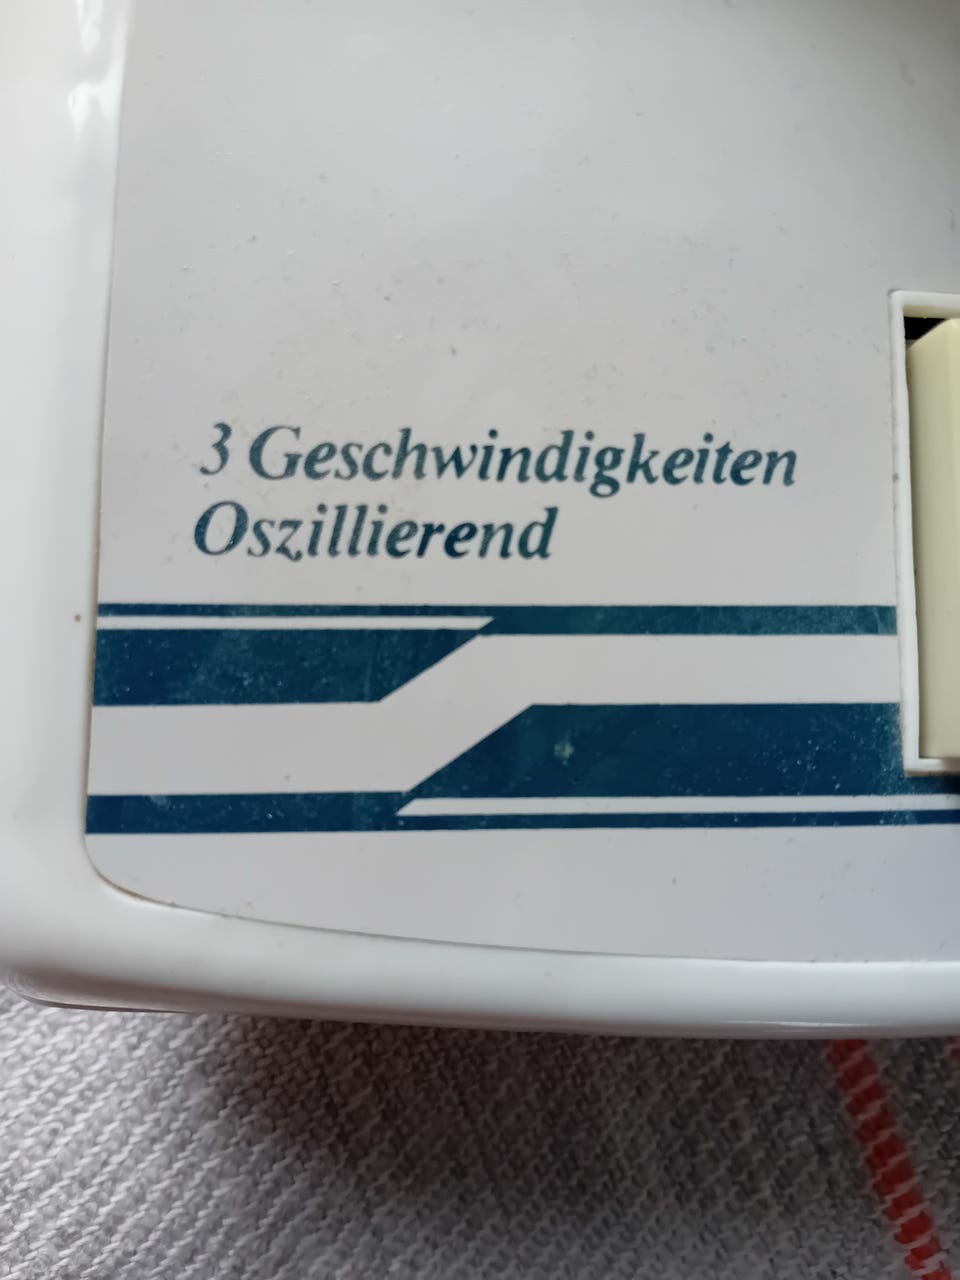 3 Geschwindigkeiten
Oszillierend